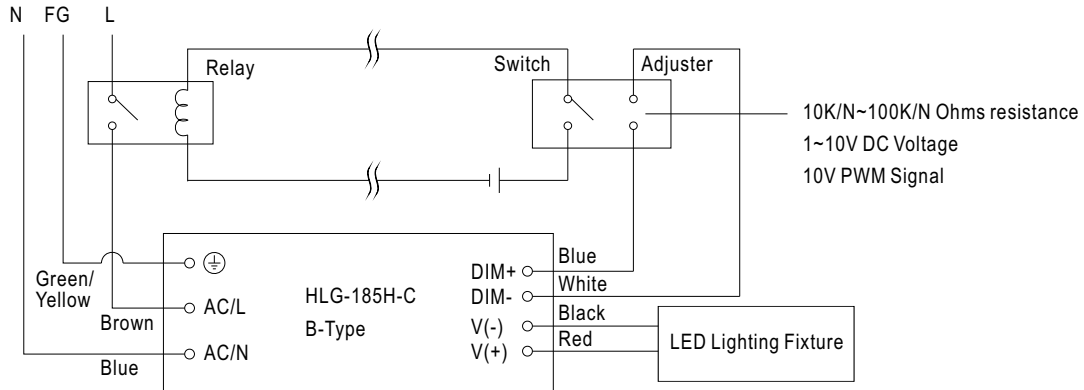 N FG L
Relay
Switch
Adjuster
10K/N~100K/N Ohms resistance
1~10V DC Voltage
10V PWM Signal
Green/
Yellow
Brown
Blue
AC/L
AC/N
HLG-185H-C
B-Type
DIM+
DIM-
V(-)
V(+)
Blue
White
Black
Red
LED Lighting Fixture